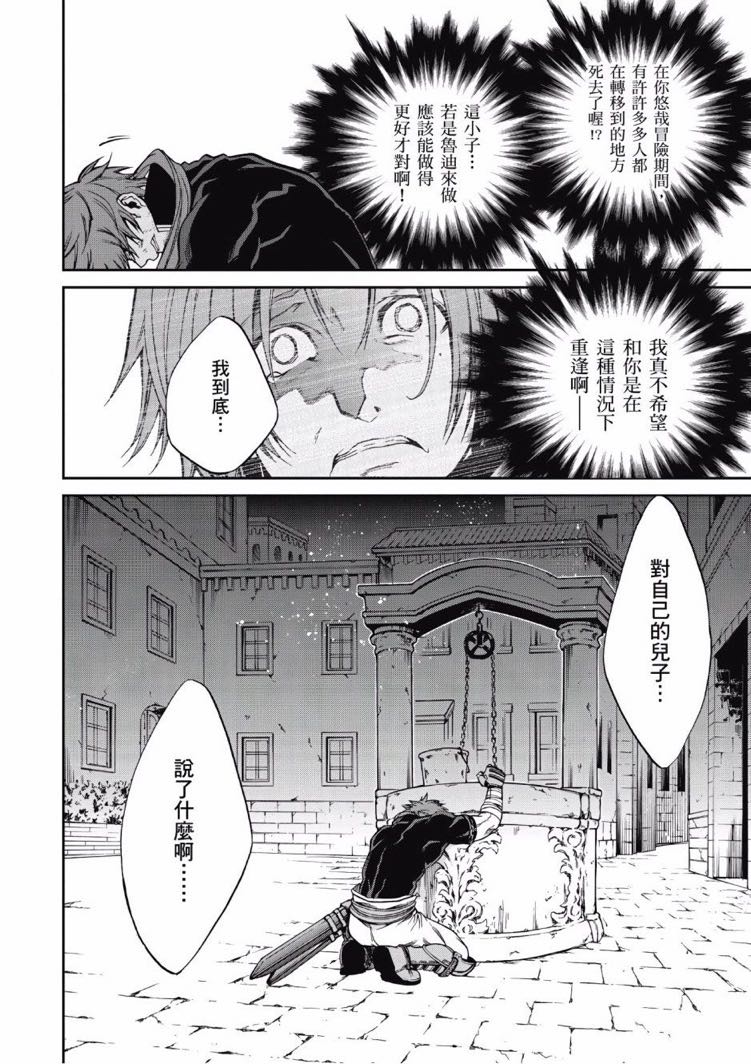 在你悠哉冒險期間，
有許許多多人都
在轉移到的地方
死去了喔!?
這小子…
若是魯迪來做
應該能做得
更好才對啊！
我真不希望
和你是在
這種情況下
重逢啊——
我到底…
對自己的兒子…
說了什麼啊……